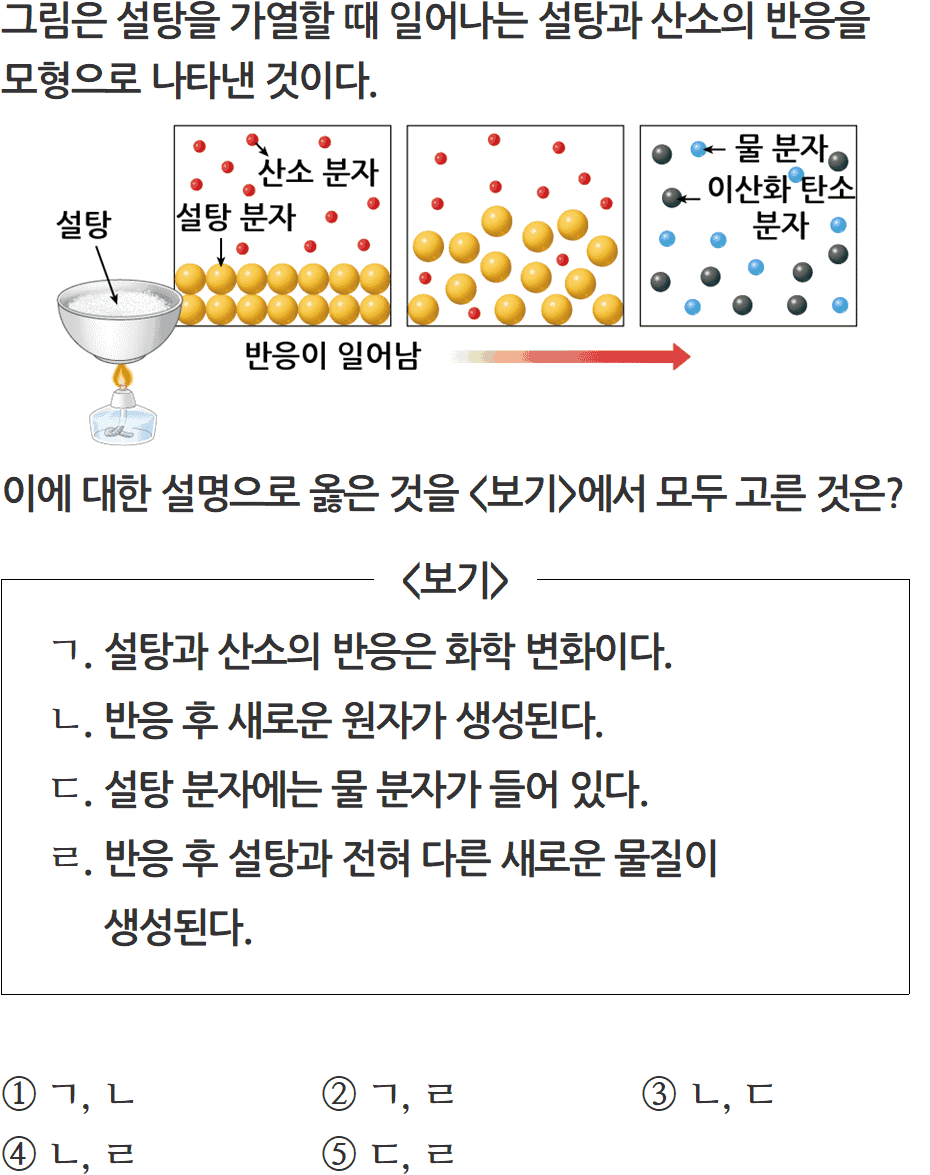 그림은 설탕을 가열할 때 일어나는 설탕과 산소의 반응을
모형으로 나타낸 것이다.
산소 분자
설탕 분자
설탕
물 분자
이산화 탄소
분자
반응이 일어남
이에 대한 설명으로 옳은 것을 <보기>에서 모두 고른 것은?
<보기>
ㄱ. 설탕과 산소의 반응은 화학 변화이다.
ㄴ. 반응 후 새로운 원자가 생성된다.
ㄷ. 설탕 분자에는 물 분자가 들어 있다.
ㄹ. 반응 후 설탕과 전혀 다른 새로운 물질이
생성된다.
① ㄱ, ㄴ ② ㄱ, ㄹ ③ ㄴ, ㄷ
④ ㄴ, ㄹ ⑤ ㄷ, ㄹ